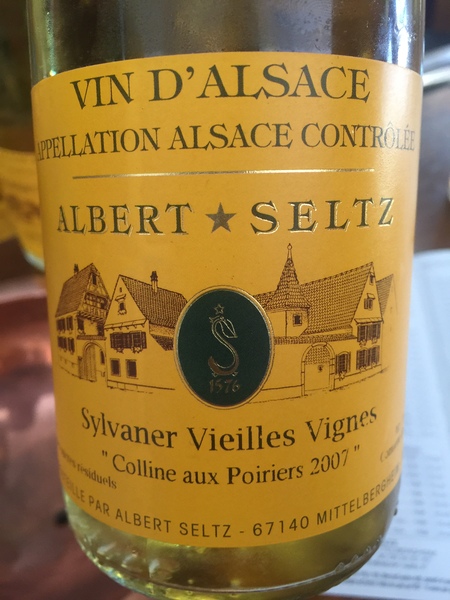 VIN D'ALSACE
APPELLATION ALSACE CONTRÔLÉE
ALBERT ★ SELTZ
S
1576
Sylvaner Vieilles Vignes
"Colline aux Poiriers 2007"
résiduels
PAR ALBERT SELTZ - 67140 MITTELBERGHEIM